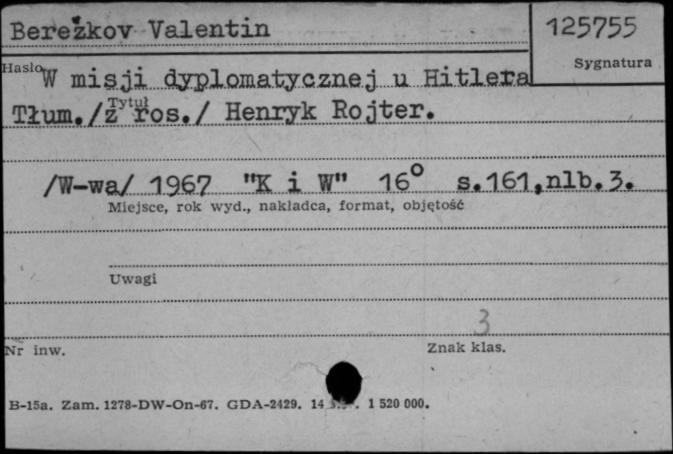 Bereżkov Valentin
125755
Sygnatura
Hasło
W misji dyplomatycznej u Hitlera
Tytuł
Tłum./z ros./ Henryk Rojter.
/W-wa/ 1967 "K i W" 16° s.161,nlb.3.
Miejsce, rok wyd., nakładca, format, objętość
Uwagi
3
Nr inw.
Znak klas.
B-15a. Zam. 1278-DW-On-67. GDA-2429. 14 1 520 000.